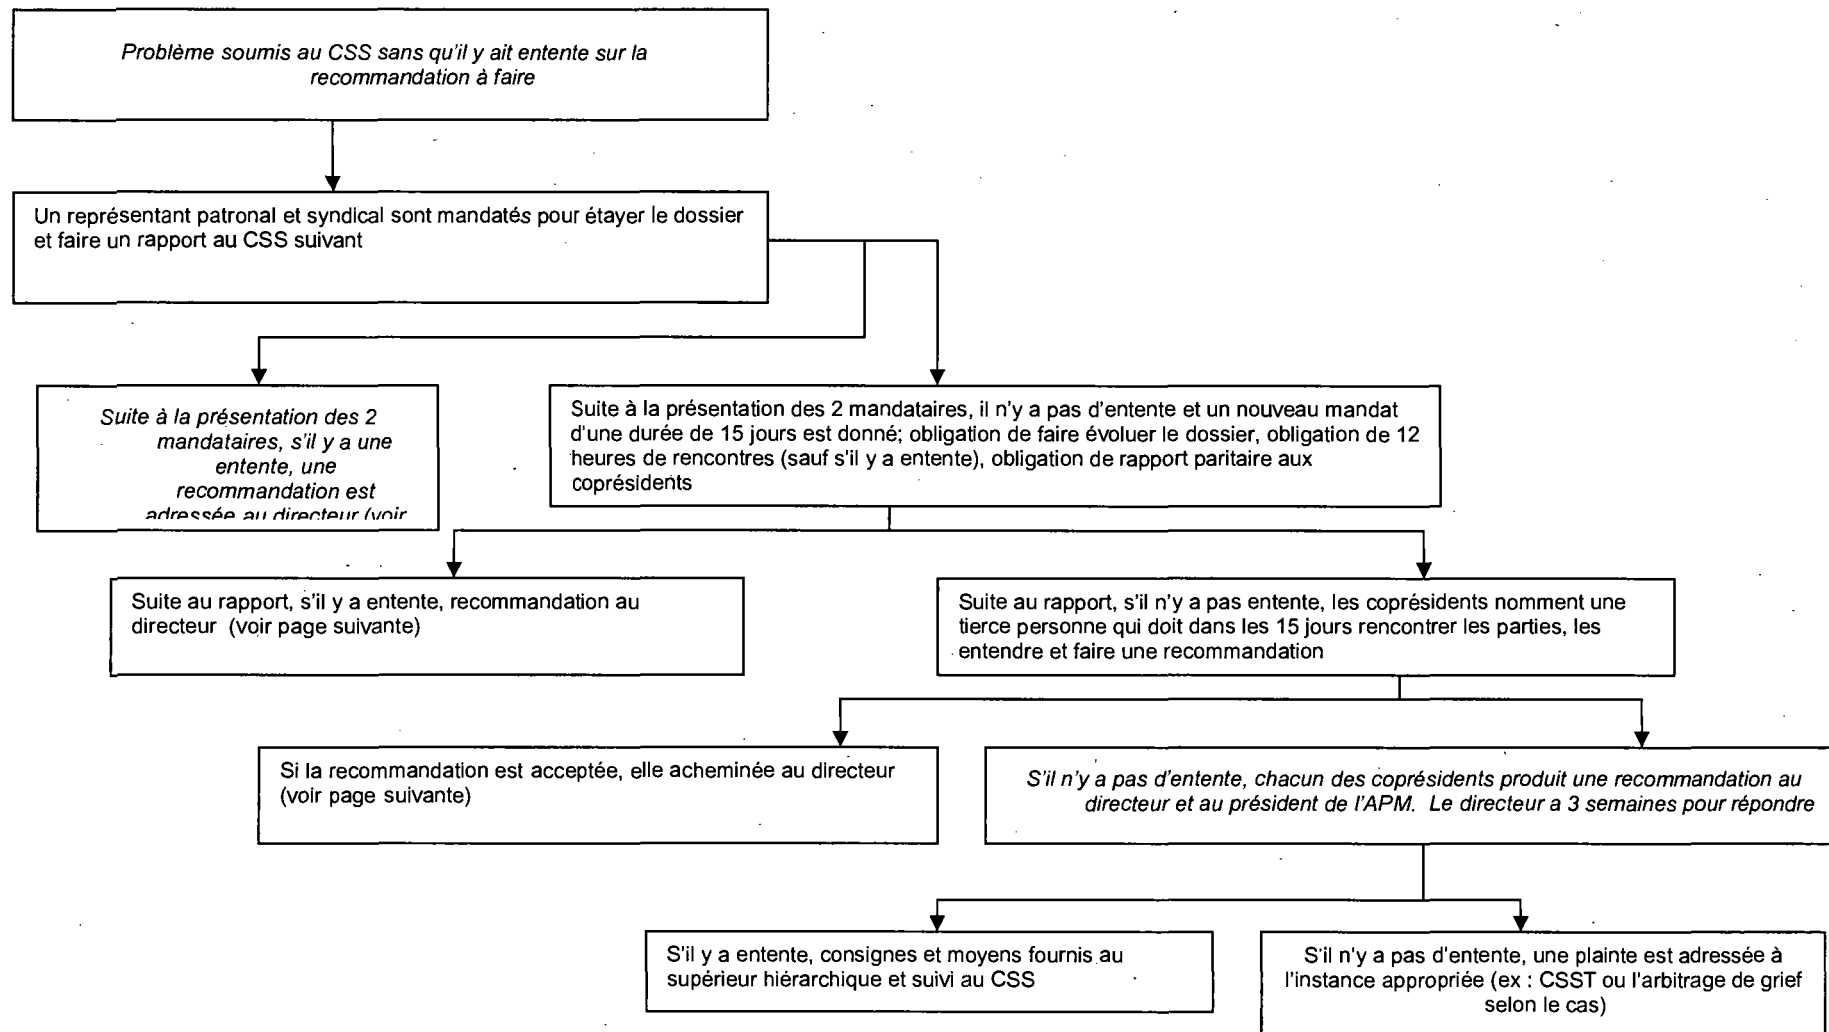 Problème soumis au CSS sans qu'il y ait entente sur la
recommandation à faire
Un représentant patronal et syndical sont mandatés pour étayer le dossier
et faire un rapport au CSS suivant
Suite à la présentation des 2
mandataires, s'il y a une
entente, une
recommandation est
adressée au directeur (voir
Suite à la présentation des 2 mandataires, il n'y a pas d'entente et un nouveau mandat
d'une durée de 15 jours est donné; obligation de faire évoluer le dossier, obligation de 12
heures de rencontres (sauf s'il y a entente), obligation de rapport paritaire aux
coprésidents
Suite au rapport, s'il y a entente, recommandation au
directeur (voir page suivante)
Suite au rapport, s'il n'y a pas entente, les coprésidents nomment une
tierce personne qui doit dans les 15 jours rencontrer les parties, les
entendre et faire une recommandation
Si la recommandation est acceptée, elle acheminée au directeur
(voir page suivante)
S'il n'y a pas d'entente, chacun des coprésidents produit une recommandation au
directeur et au président de l'APM. Le directeur a 3 semaines pour répondre
S'il y a entente, consignes et moyens fournis au
supérieur hiérarchique et suivi au CSS
S'il n'y a pas d'entente, une plainte est adressée à
l'instance appropriée (ex : CSST ou l'arbitrage de grief
selon le cas)